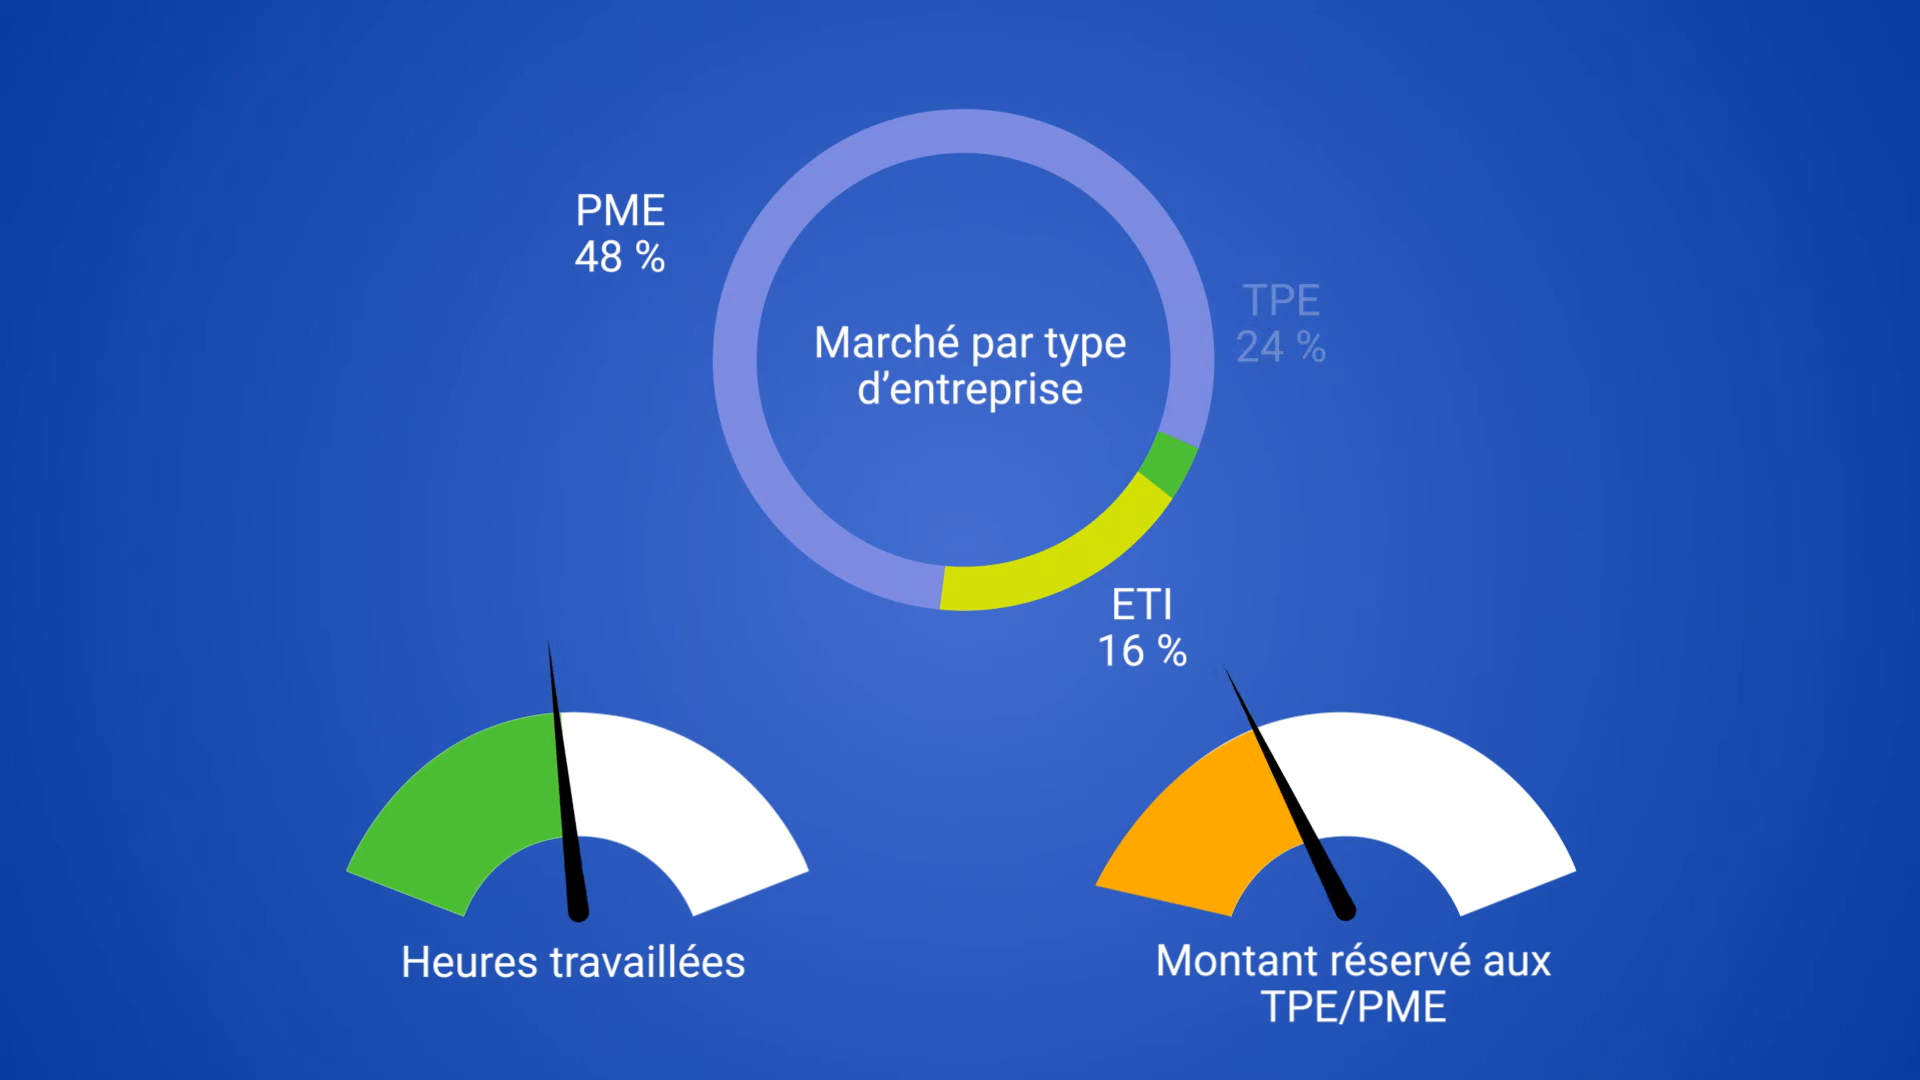 PME
48 %
TPE
24 %
Marché par type
d’entreprise
ETI
16 %
Heures travaillées
Montant réservé aux
TPE/PME